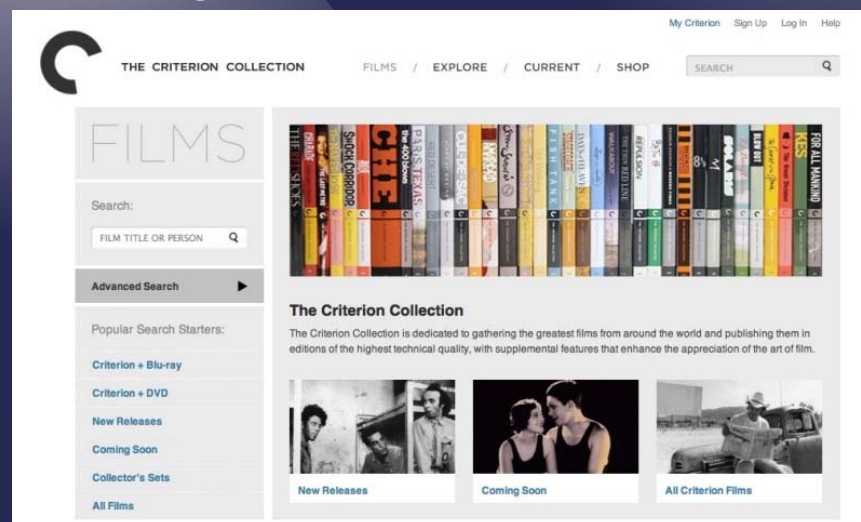 My Criterion Sign Up Log In Help
THE CRITERION COLLECTION
FILMS / EXPLORE / CURRENT / SHOP
SEARCH
FILMS
Search:
FILM TITLE OR PERSON
Advanced Search
Popular Search Starters:
Criterion + Blu-ray
Criterion + DVD
New Releases
Coming Soon
Collector's Sets
All Films
THE RED SHOES
CHARADE
SHOCK CORRIDOR
CHE
the 400 blows
PARIS, TEXAS
FISH TANK
DAYS OF HEAVEN
WALKABOUT
THE THIN RED LINE
REPULSION
8½
M
SOLARIS
BLOW OUT
KES
FOR ALL MANKIND
The Criterion Collection
The Criterion Collection is dedicated to gathering the greatest films from around the world and publishing them in
editions of the highest technical quality, with supplemental features that enhance the appreciation of the art of film.
New Releases
Coming Soon
All Criterion Films